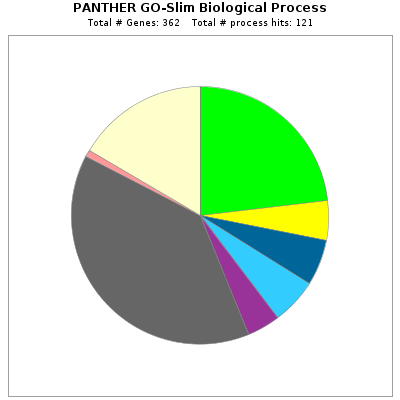 PANTHER GO-Slim Biological Process
Total # Genes: 362 Total # process hits: 121